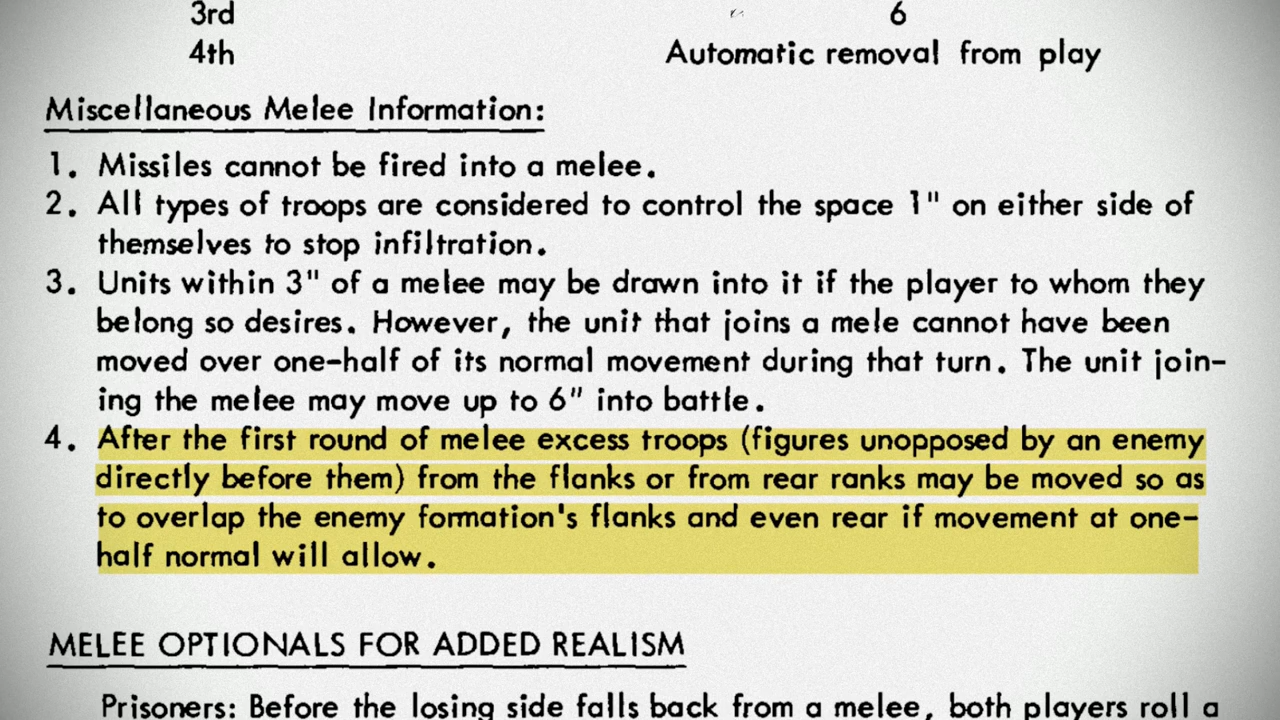 3rd 6
4th Automatic removal from play
Miscellaneous Melee Information:
1. Missiles cannot be fired into a melee.
2. All types of troops are considered to control the space 1" on either side of
themselves to stop infiltration.
3. Units within 3" of a melee may be drawn into it if the player to whom they
belong so desires. However, the unit that joins a mele cannot have been
moved over one-half of its normal movement during that turn. The unit join-
ing the melee may move up to 6" into battle.
4. After the first round of melee excess troops (figures unopposed by an enemy
directly before them) from the flanks or from rear ranks may be moved so as
to overlap the enemy formation's flanks and even rear if movement at one-
half normal will allow.
MELEE OPTIONALS FOR ADDED REALISM
Prisoners: Before the losing side falls back from a melee, both players roll a